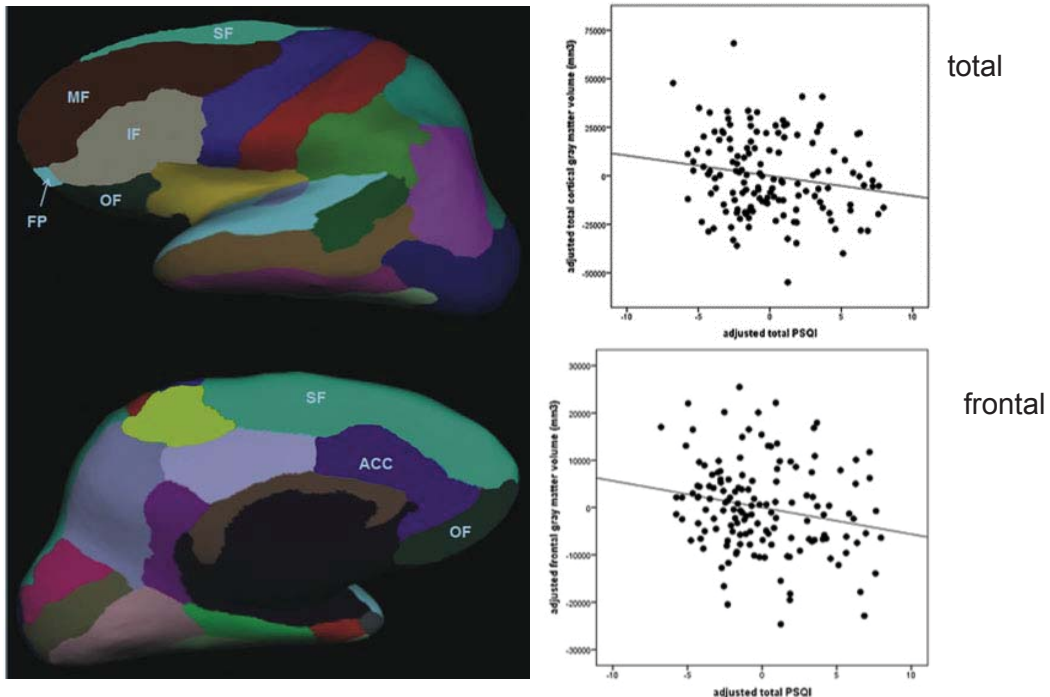 SF
MF
IF
FP
OF
SF
ACC
OF
total
adjusted total cortical gray matter volume (mm3)
75000
50000
25000
0
-25000
-50000
-10
-5
0
5
10
adjusted total PSQI
frontal
adjusted frontal gray matter volume (mm3)
30000
20000
10000
0
-10000
-20000
-30000
-10
-5
0
5
10
adjusted total PSQI